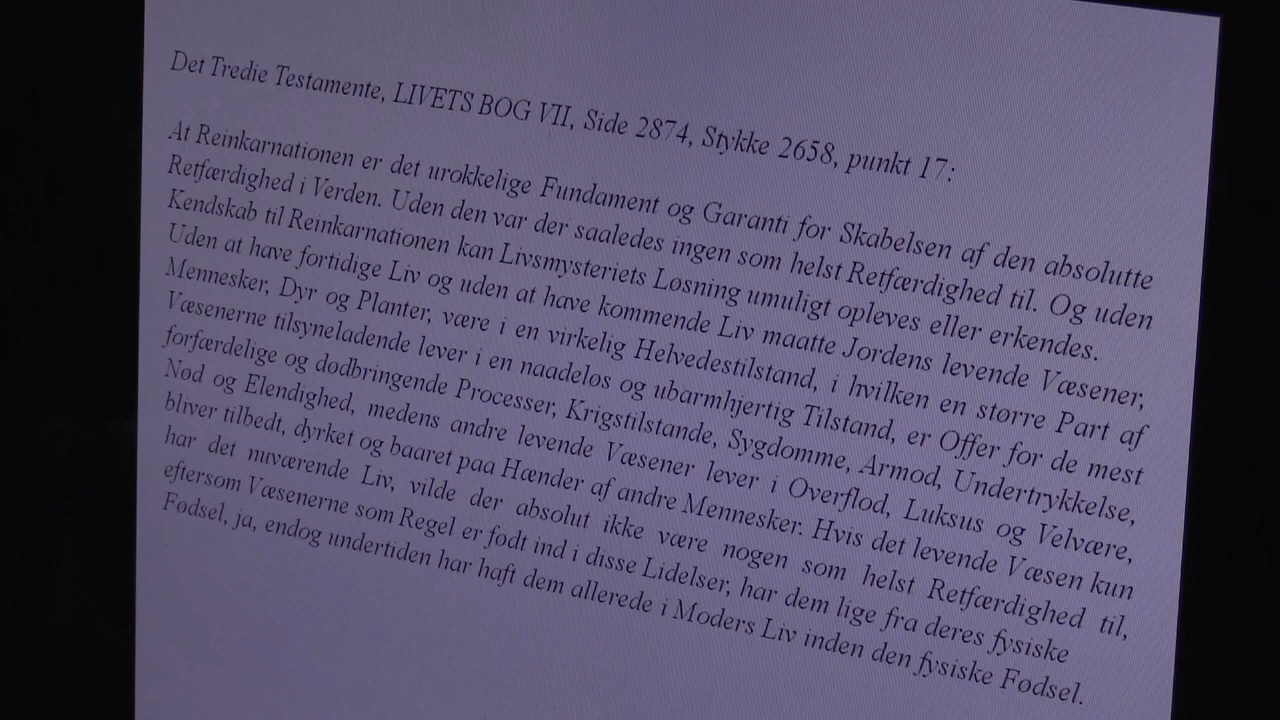 Det Tredie Testamente, LIVETS BOG VII, Side 2874, Stykke 2658, punkt 17:
At Reinkarnationen er det urokkelige Fundament og Garanti for Skabelsen af den absolutte
Retfærdighed i Verden. Uden den var der saaledes ingen som helst Retfærdighed til. Og uden
Kendskab til Reinkarnationen kan Livsmysteriets Løsning umuligt opleves eller erkendes.
Uden at have fortidige Liv og uden at have kommende Liv maatte Jordens levende Væsener,
Mennesker, Dyr og Planter, være i en virkelig Helvedestilstand, i hvilken en større Part af
Væsenerne tilsyneladende lever i en naadeløs og ubarmhjertig Tilstand, er Offer for de mest
forfærdelige og dødbringende Processer, Krigstilstande, Sygdomme, Armod, Undertrykkelse,
Nød og Elendighed, medens andre levende Væsener lever i Overflod, Luksus og Velvære,
bliver tilbedt, dyrket og baaret paa Hænder af andre Mennesker. Hvis det levende Væsen kun
har det nuværende Liv, vilde der absolut ikke være nogen som helst Retfærdighed til,
eftersom Væsenerne som Regel er født ind i disse Lidelser, har dem lige fra deres fysiske
Fødsel, ja, endog undertiden har haft dem allerede i Moders Liv inden den fysiske Fødsel.